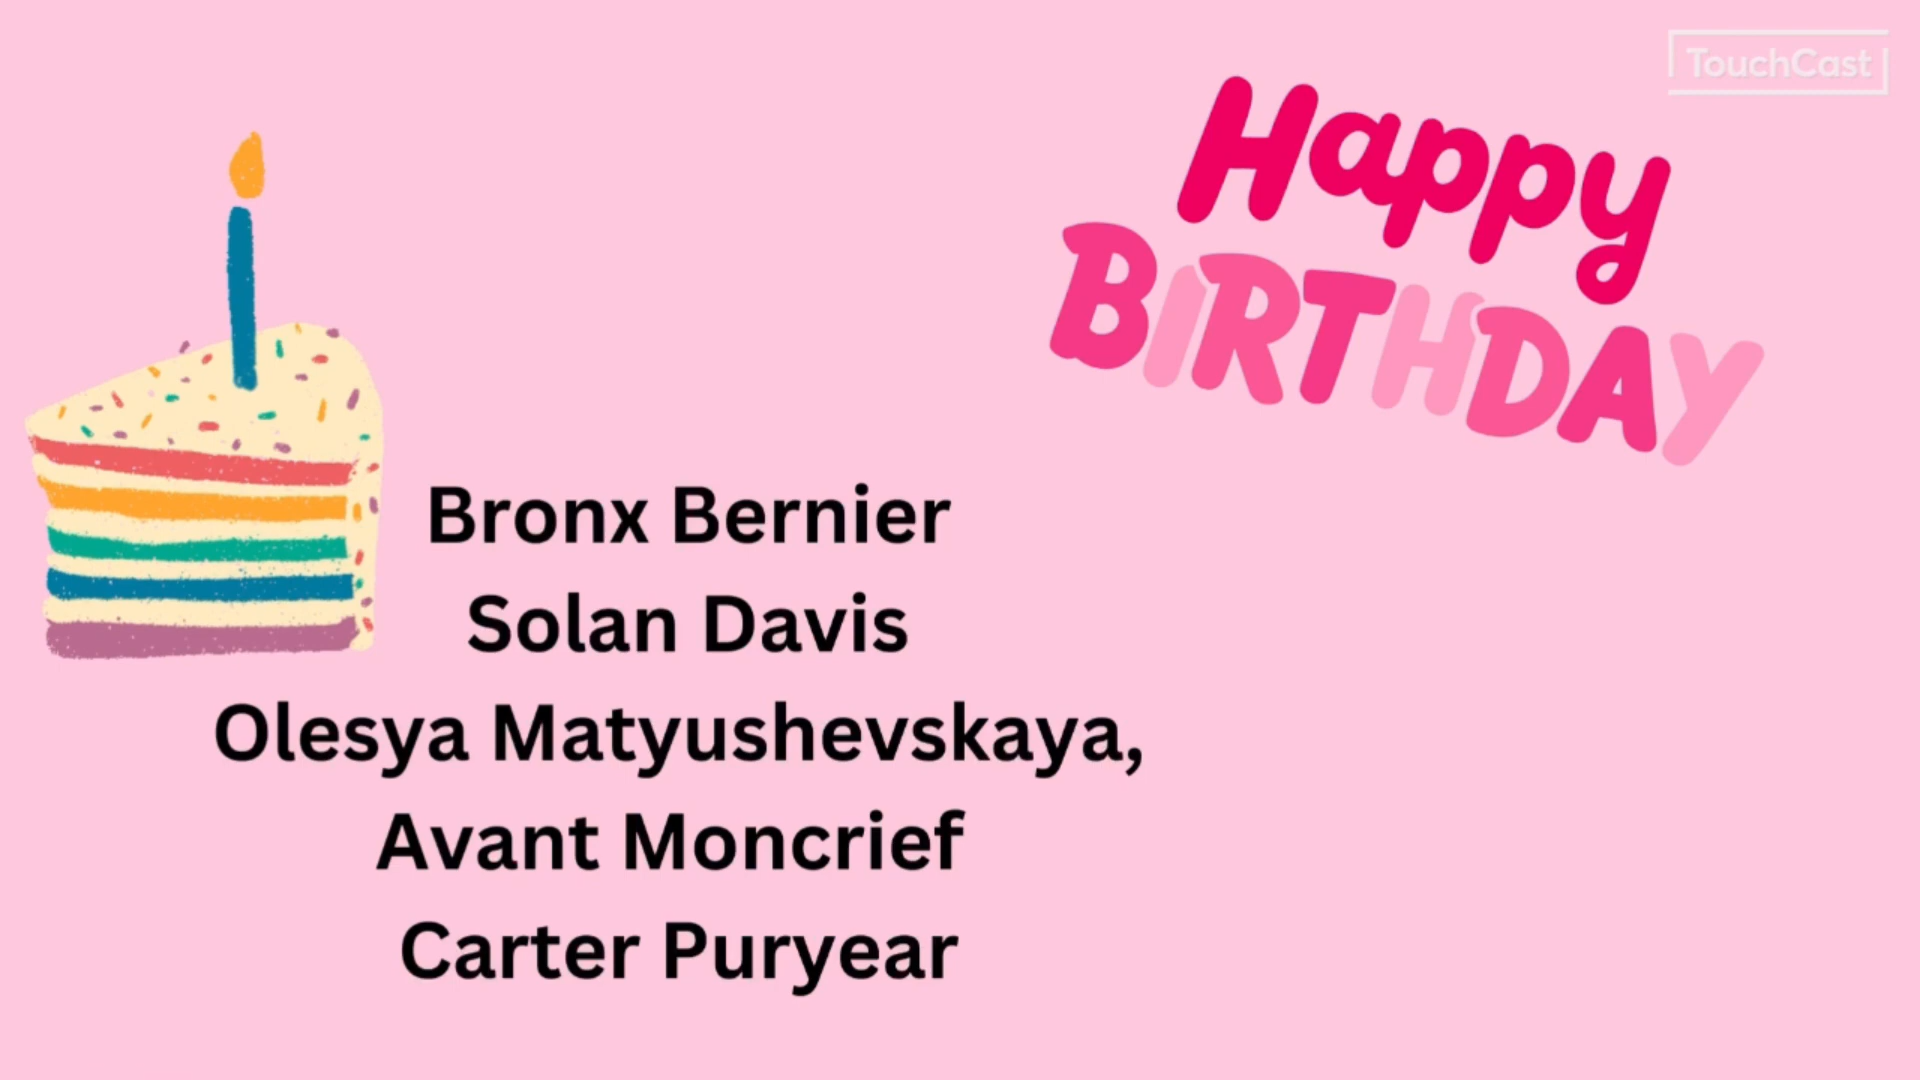 TouchCast
Happy
BIRTHDAY
Bronx Bernier
Solan Davis
Olesya Matyushevskaya,
Avant Moncrief
Carter Puryear